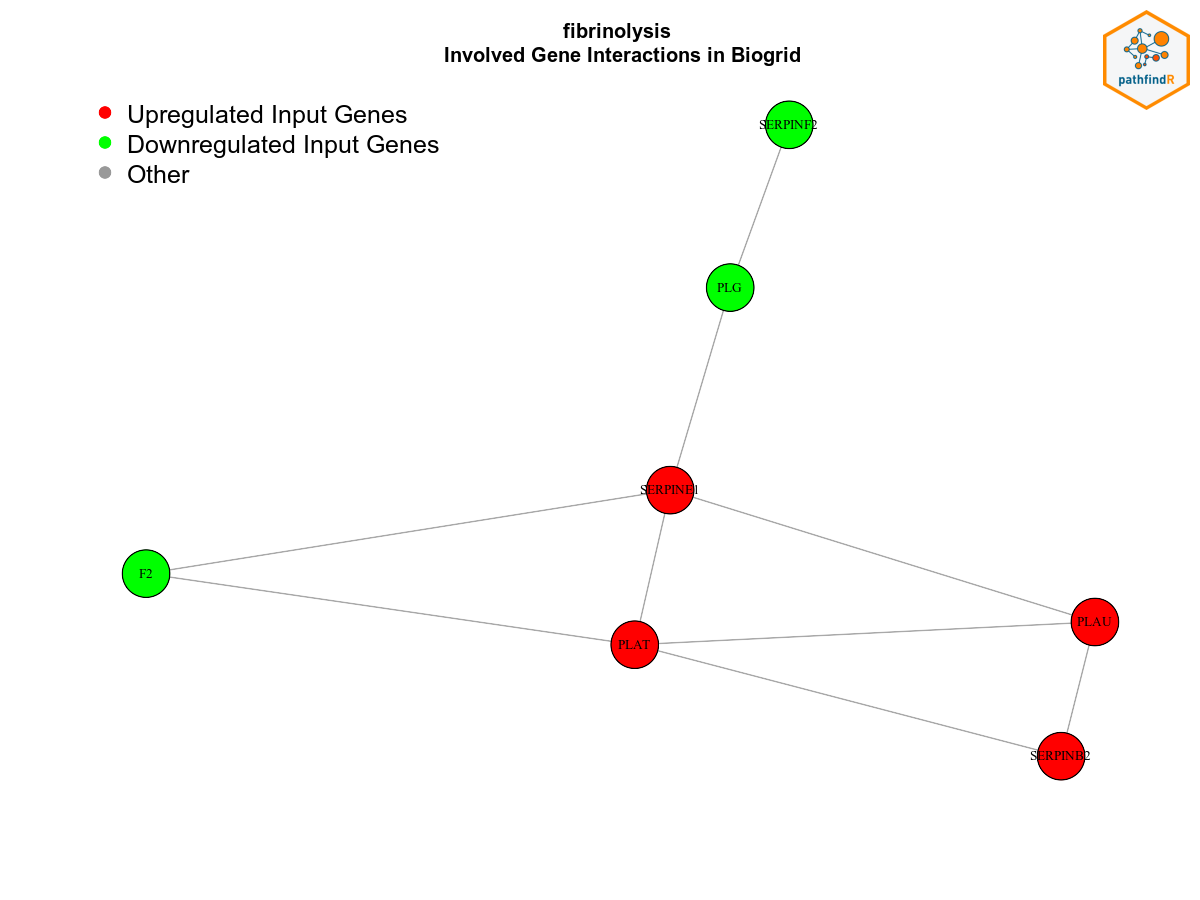 fibrinolysis
Involved Gene Interactions in Biogrid
pathfindR
Upregulated Input Genes
Downregulated Input Genes
Other
SERPINF2
PLG
SERPINE1
F2
PLAU
PLAT
SERPINB2